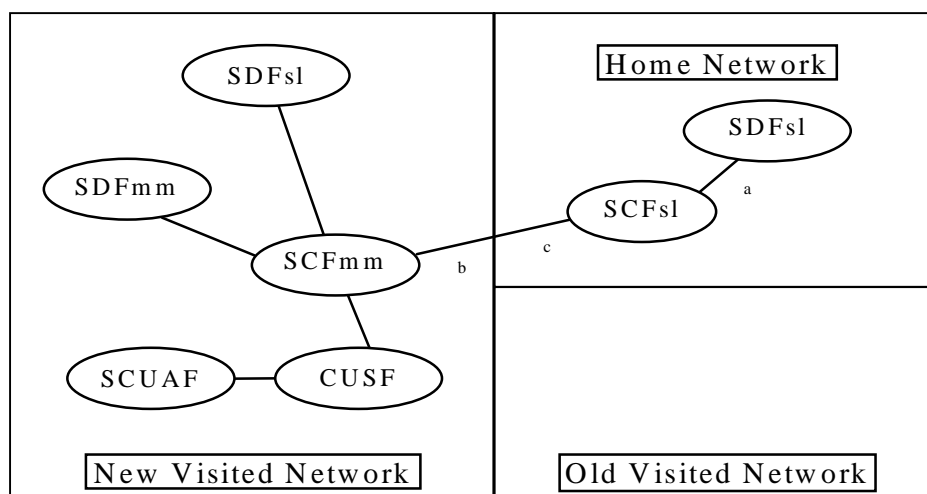 SDFsl
Home Network
SDFsl
SDFmm
a
SCFsl
SCFmm
b
c
SCUAF
CUSF
New Visited Network
Old Visited Network